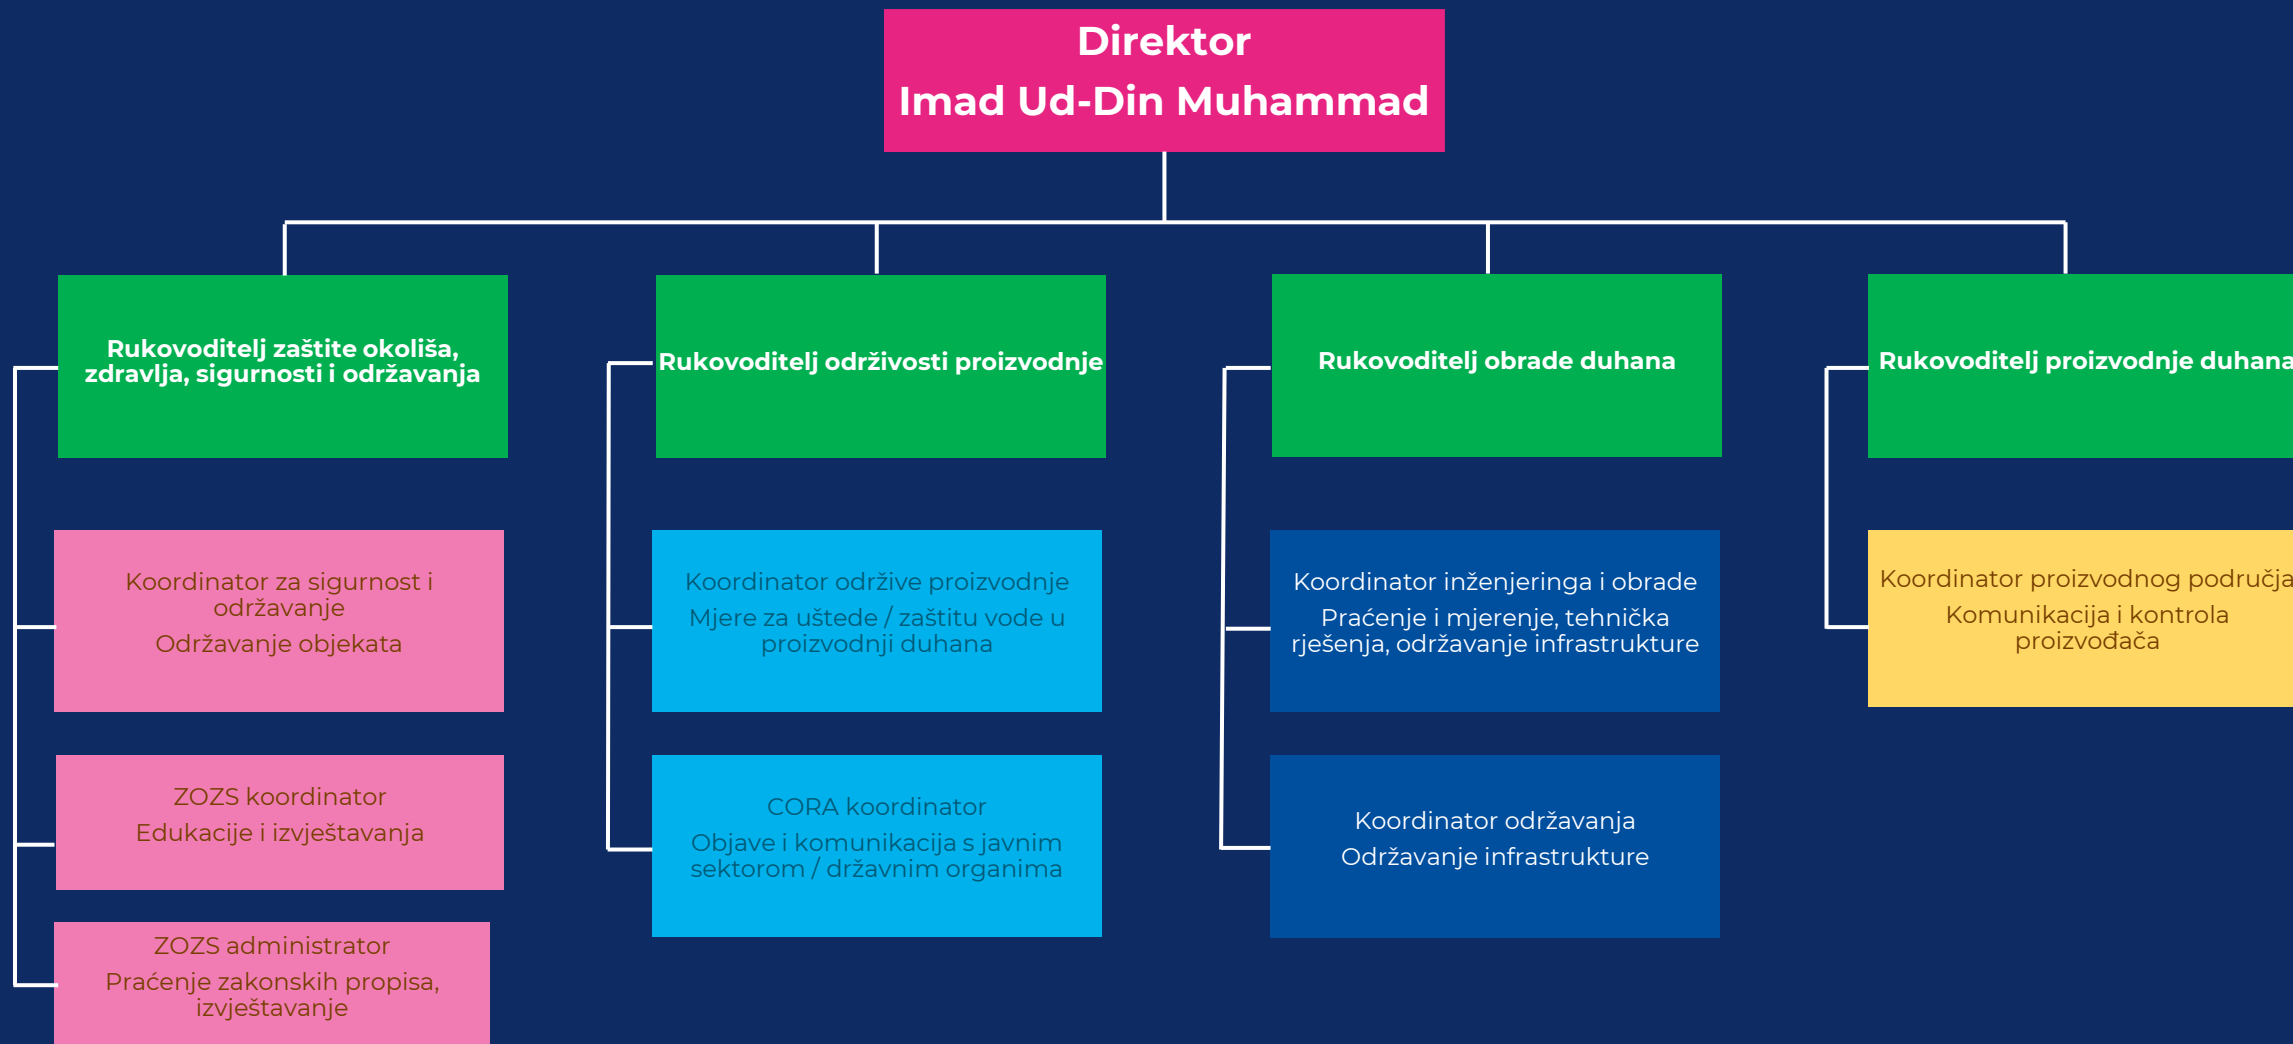 Direktor
Imad Ud-Din Muhammad
Rukovoditelj zaštite okoliša,
zdravlja, sigurnosti i održavanja
Rukovoditelj održivosti proizvodnje
Rukovoditelj obrade duhana
Rukovoditelj proizvodnje duhana
Koordinator za sigurnost i
održavanje
Održavanje objekata
Koordinator održive proizvodnje
Mjere za uštede / zaštitu vode u
proizvodnji duhana
Koordinator inženjeringa i obrade
Praćenje i mjerenje, tehnička
rješenja, održavanje infrastrukture
Koordinator proizvodnog područja
Komunikacija i kontrola
proizvođača
ZOZS koordinator
Edukacije i izvještavanja
CORA koordinator
Objave i komunikacija s javnim
sektorom / državnim organima
Koordinator održavanja
Održavanje infrastrukture
ZOZS administrator
Praćenje zakonskih propisa,
izvještavanje